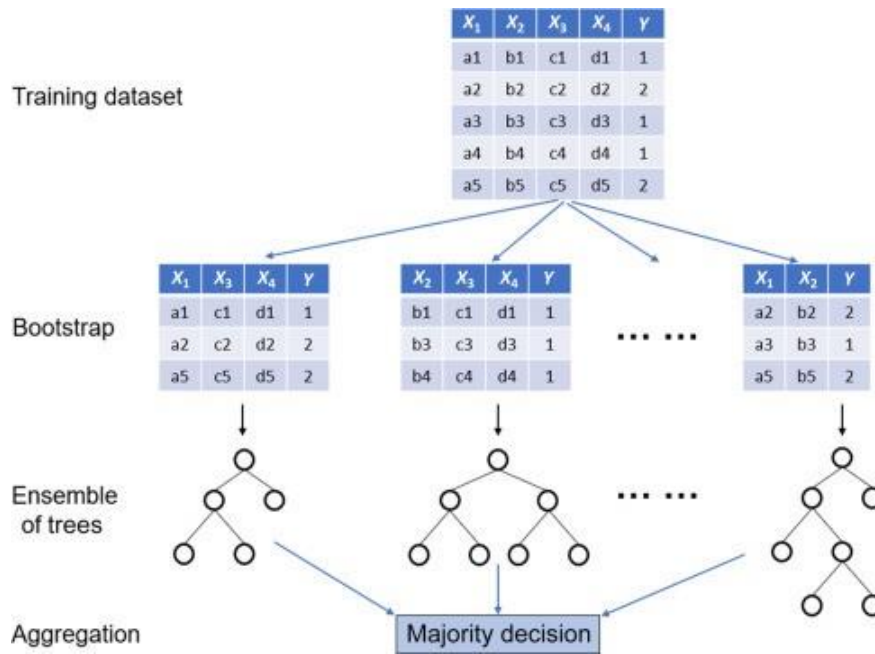 X1 X2 X3 X4 Y
a1 b1 c1 d1 1
Training dataset
a2 b2 c2 d2 2
a3 b3 c3 d3 1
a4 b4 c4 d4 1
a5 b5 c5 d5 2
X1 X3 X4 Y
a1 c1 d1 1
a2 c2 d2 2
a5 c5 d5 2
X2 X3 X4 Y
b1 c1 d1 1
b3 c3 d3 1
b4 c4 d4 1
X1 X2 Y
a2 b2 2
a3 b3 1
a5 b5 2
Bootstrap
... ...
Ensemble
of trees
... ...
Aggregation
Majority decision